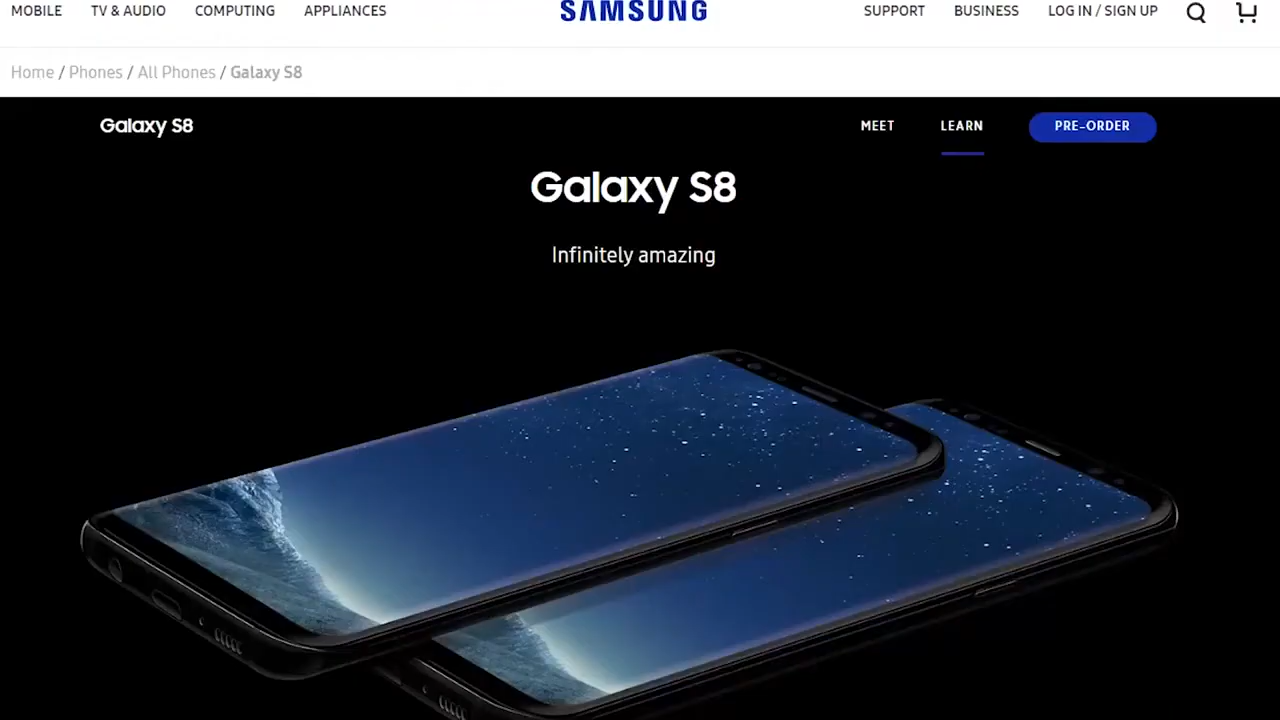 MOBILE TV & AUDIO COMPUTING APPLIANCES SAMSUNG SUPPORT BUSINESS LOG IN / SIGN UP
Home / Phones / All Phones / Galaxy S8
Galaxy S8 MEET LEARN PRE-ORDER
Galaxy S8
Infinitely amazing